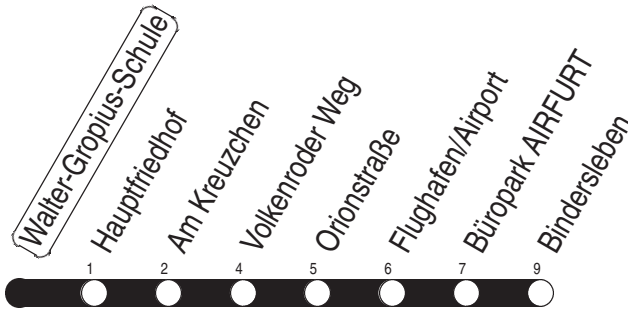 Walter-Gropius-Schule
Hauptfriedhof
Am Kreuzchen
Volkenroder Weg
Orionstraße
Flughafen/Airport
Büropark AIRFURT
Bindersleben
1
2
4
5
6
7
9